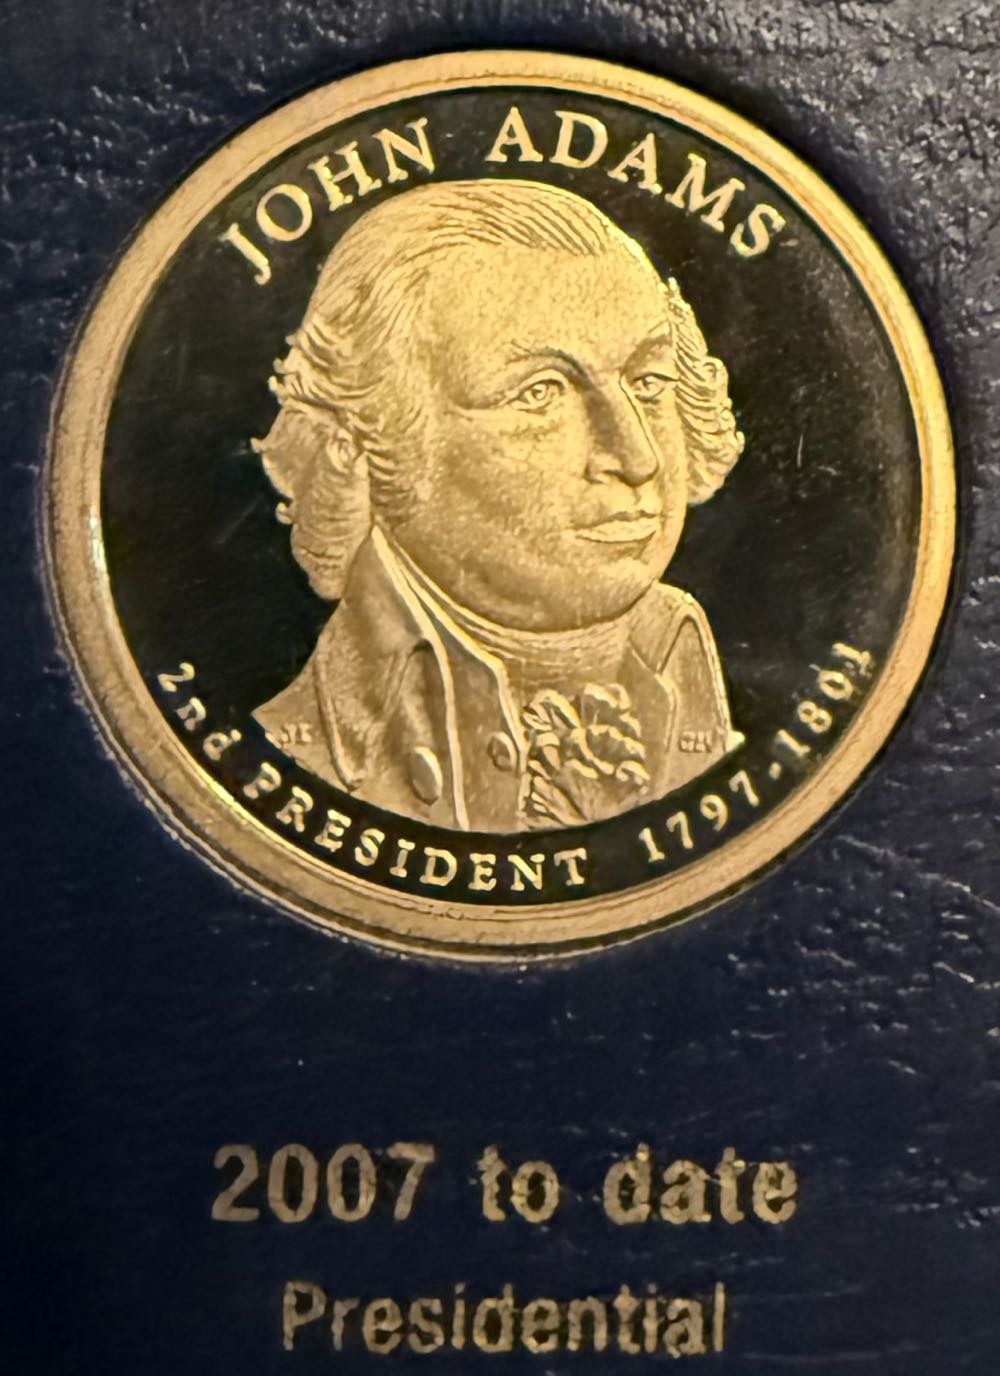 JOHN ADAMS
2nd PRESIDENT 1797-1801
2007 to date
Presidential